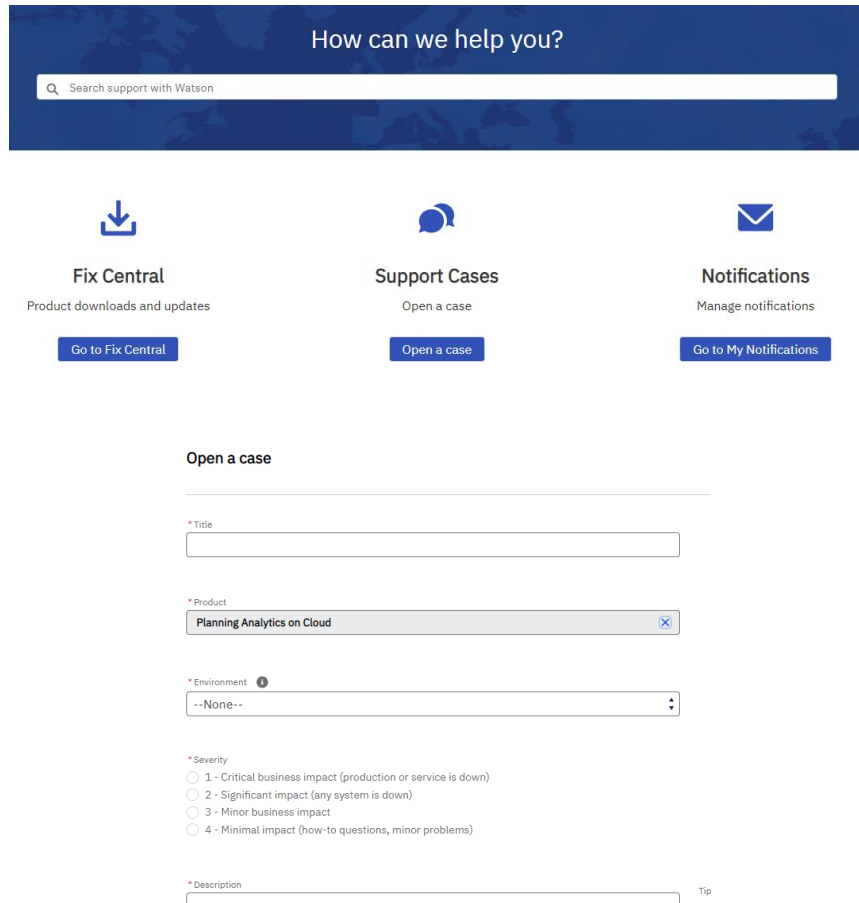 How can we help you?
Search support with Watson
Fix Central
Product downloads and updates
Go to Fix Central
Support Cases
Open a case
Open a case
Notifications
Manage notifications
Go to My Notifications
Open a case
* Title
* Product
Planning Analytics on Cloud
* Environment
--None--
* Severity
1 - Critical business impact (production or service is down)
2 - Significant impact (any system is down)
3 - Minor business impact
4 - Minimal impact (how-to questions, minor problems)
* Description
Tip